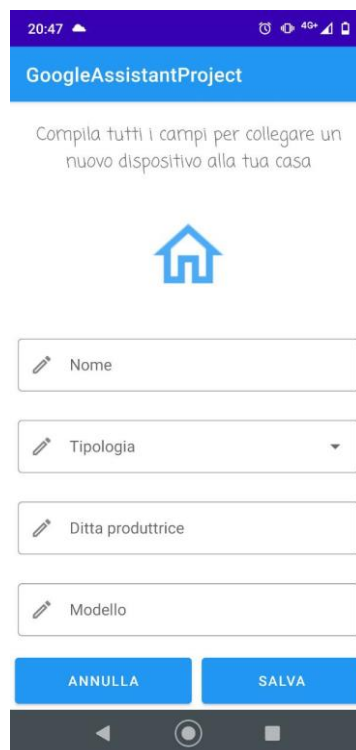 20:47 4G+
GoogleAssistantProject
Compila tutti i campi per collegare un
nuovo dispositivo alla tua casa
Nome
Tipologia
Ditta produttrice
Modello
ANNULLA SALVA